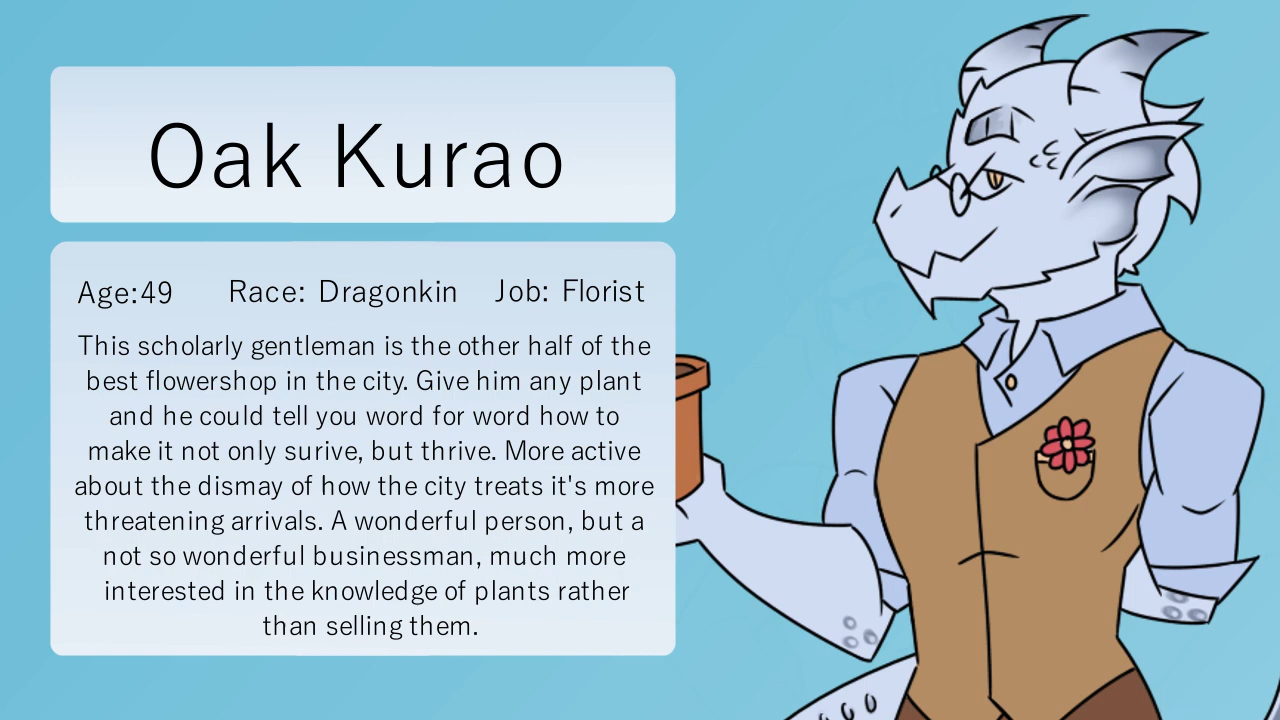 Oak Kurao
Age:49 Race: Dragonkin Job: Florist
This scholarly gentleman is the other half of the
best flowershop in the city. Give him any plant
and he could tell you word for word how to
make it not only surive, but thrive. More active
about the dismay of how the city treats it's more
threatening arrivals. A wonderful person, but a
not so wonderful businessman, much more
interested in the knowledge of plants rather
than selling them.